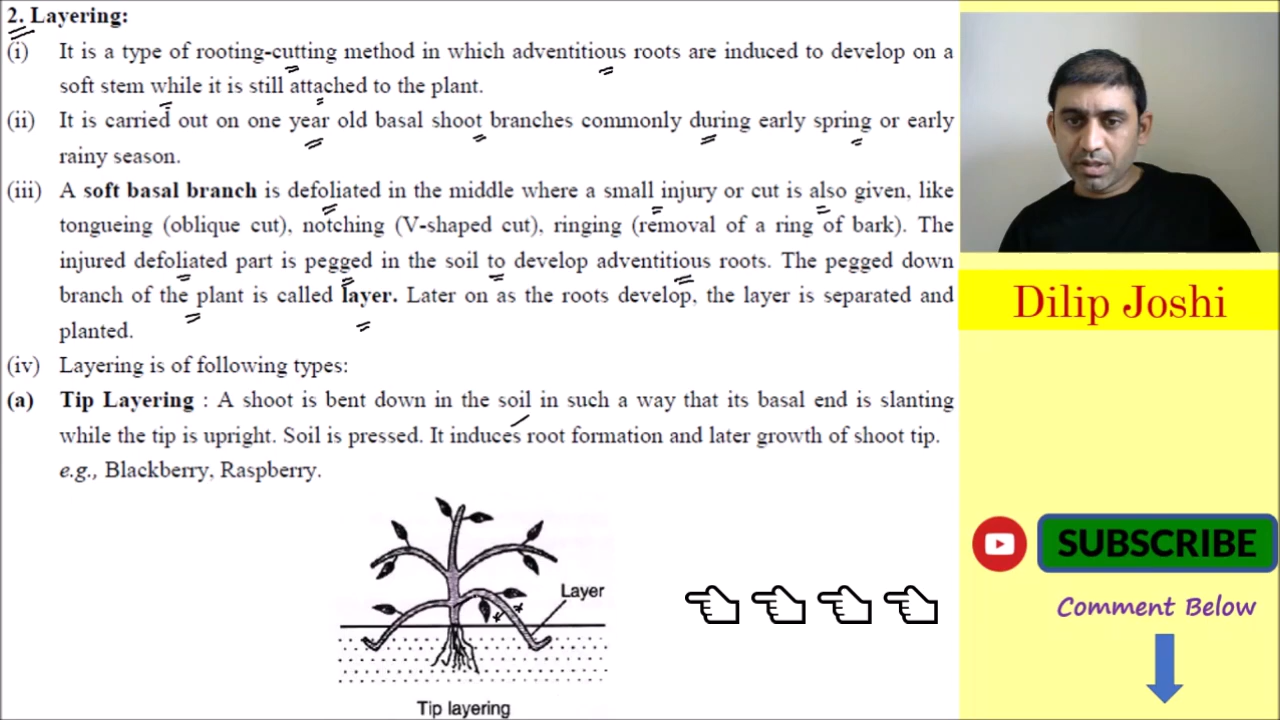 2. Layering:
(i) It is a type of rooting-cutting method in which adventitious roots are induced to develop on a
soft stem while it is still attached to the plant.
(ii) It is carried out on one year old basal shoot branches commonly during early spring or early
rainy season.
(iii) A soft basal branch is defoliated in the middle where a small injury or cut is also given, like
tongueing (oblique cut), notching (V-shaped cut), ringing (removal of a ring of bark). The
injured defoliated part is pegged in the soil to develop adventitious roots. The pegged down
branch of the plant is called layer. Later on as the roots develop, the layer is separated and
planted.
(iv) Layering is of following types:
(a) Tip Layering : A shoot is bent down in the soil in such a way that its basal end is slanting
while the tip is upright. Soil is pressed. It induces root formation and later growth of shoot tip.
e.g., Blackberry, Raspberry.
Layer
Tip layering
Dilip Joshi
SUBSCRIBE
Comment Below